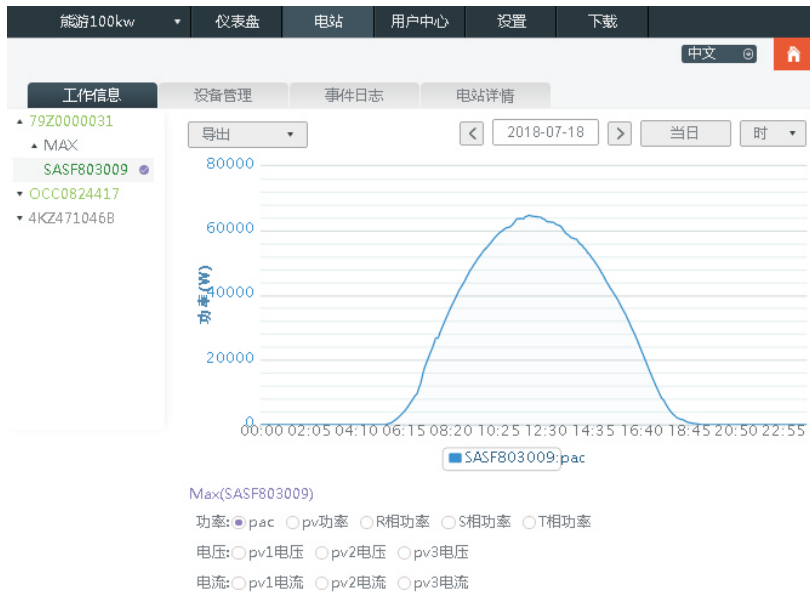 熊游100kw 仪表盘 电站 用户中心 设置 下载
中文
工作信息 设备管理 事件日志 电站详情
79Z0000031
MAX
SASF803009
OCC0824417
4KZ471046B
导出 2018-07-18 当日 时
80000
60000
40000
20000
0
功率(W)
00:00 02:05 04:10 06:15 08:20 10:25 12:30 14:35 16:40 18:45 20:50 22:55
SASF803009:pac
Max(SASF803009)
功率: pac pv功率 R相功率 S相功率 T相功率
电压: pv1电压 pv2电压 pv3电压
电流: pv1电流 pv2电流 pv3电流